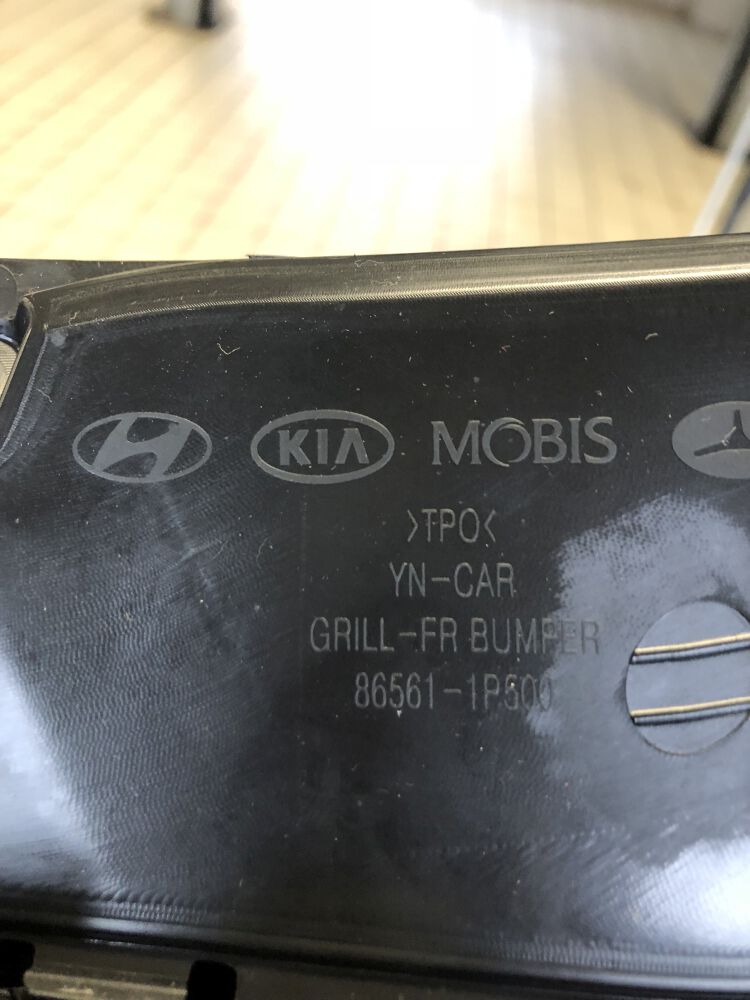 KIA MOBIS
>TPO<
YN-CAR
GRILL-FR BUMPER
86561-1P500